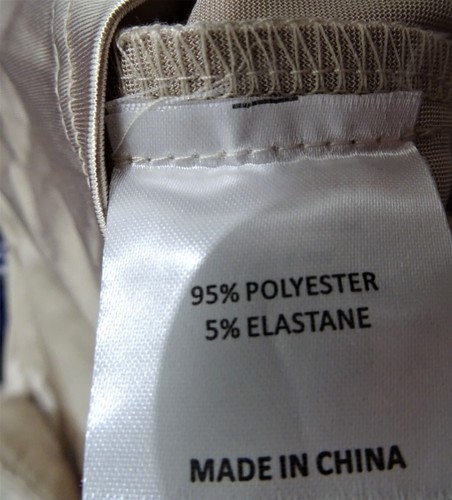 95% POLYESTER
5% ELASTANE
MADE IN CHINA